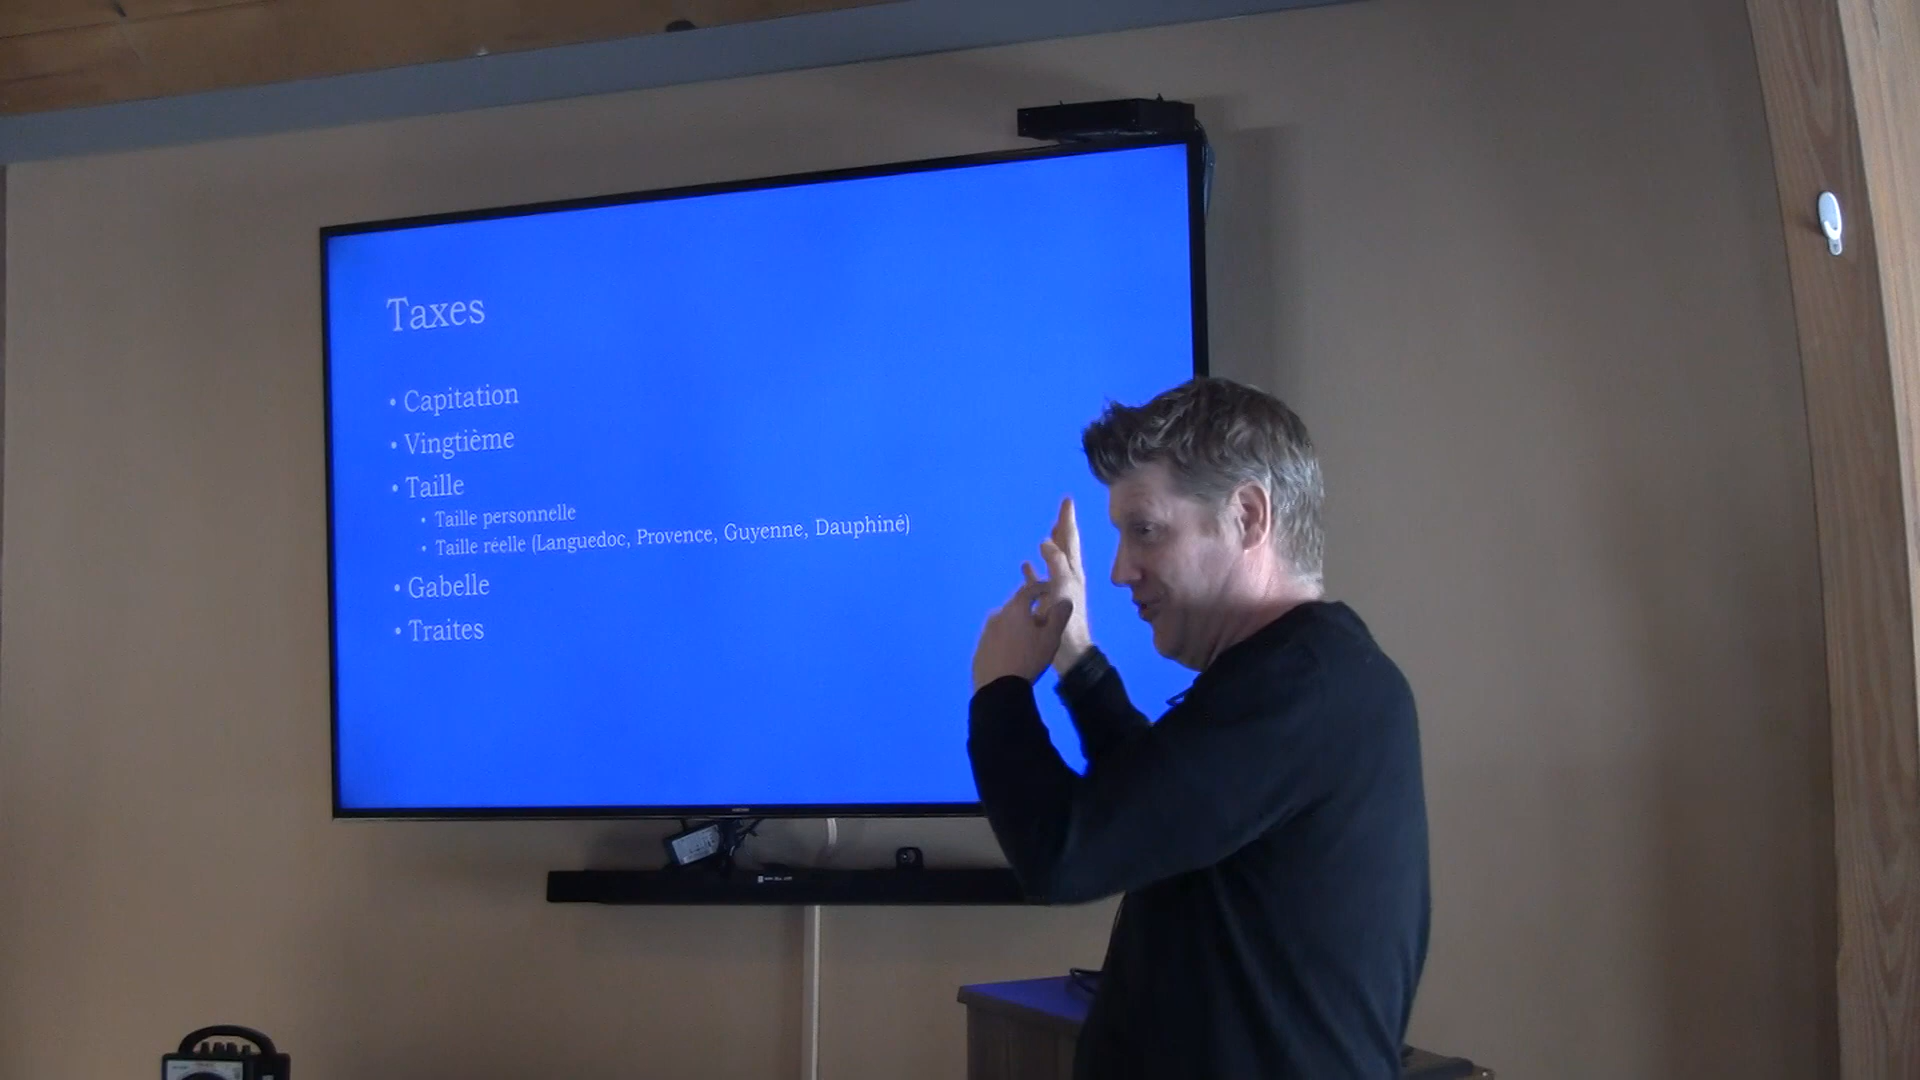 Taxes
• Capitation
• Vingtième
• Taille
• Taille personnelle
• Taille réelle (Languedoc, Provence, Guyenne, Dauphiné)
• Gabelle
• Traites